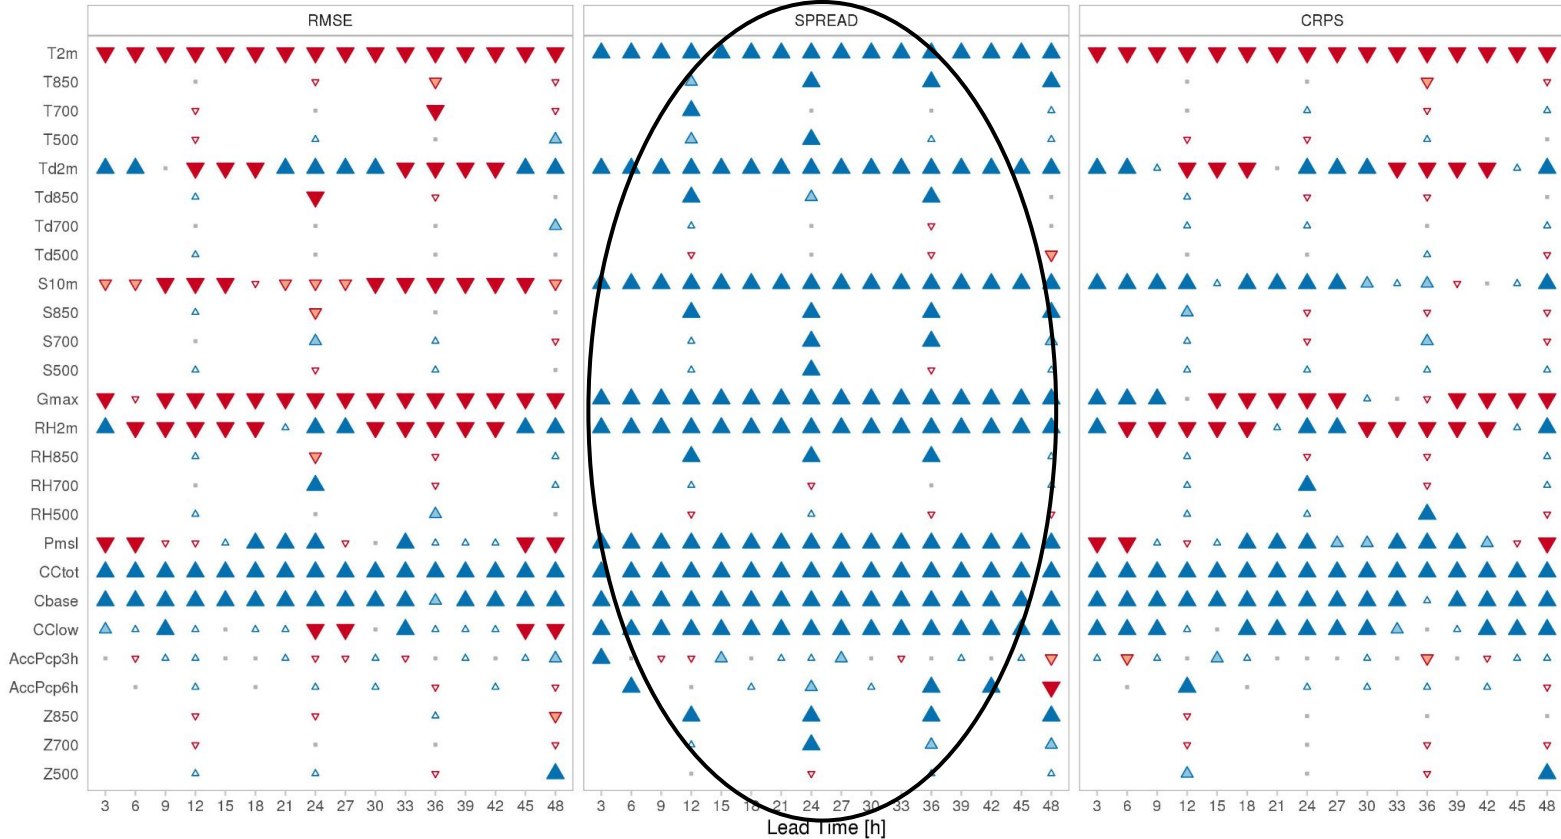 RMSE SPREAD CRPS
T2m
T850
T700
T500
Td2m
Td850
Td700
Td500
S10m
S850
S700
S500
Gmax
RH2m
RH850
RH700
RH500
Pmsl
CCtot
Cbase
CClow
AccPcp3h
AccPcp6h
Z850
Z700
Z500
3 6 9 12 15 18 21 24 27 30 33 36 39 42 45 48 3 6 9 12 15 18 21 24 27 30 33 36 39 42 45 48 3 6 9 12 15 18 21 24 27 30 33 36 39 42 45 48
Lead Time [h]